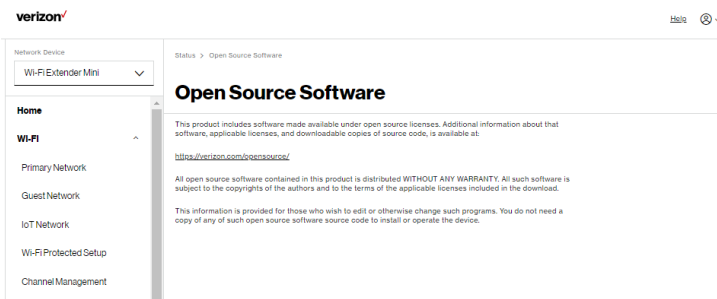 verizon
Help
Network Device
Wi-Fi Extender Mini
Status > Open Source Software
Open Source Software
Home
Wi-Fi
Primary Network
Guest Network
IoT Network
Wi-Fi Protected Setup
Channel Management
This product includes software made available under open source licenses. Additional information about that
software, applicable licenses, and downloadable copies of source code, is available at:
https://verizon.com/opensource/
All open source software contained in this product is distributed WITHOUT ANY WARRANTY. All such software is
subject to the copyrights of the authors and to the terms of the applicable licenses included in the download.
This information is provided for those who wish to edit or otherwise change such programs. You do not need a
copy of any of such open source software source code to install or operate the device.